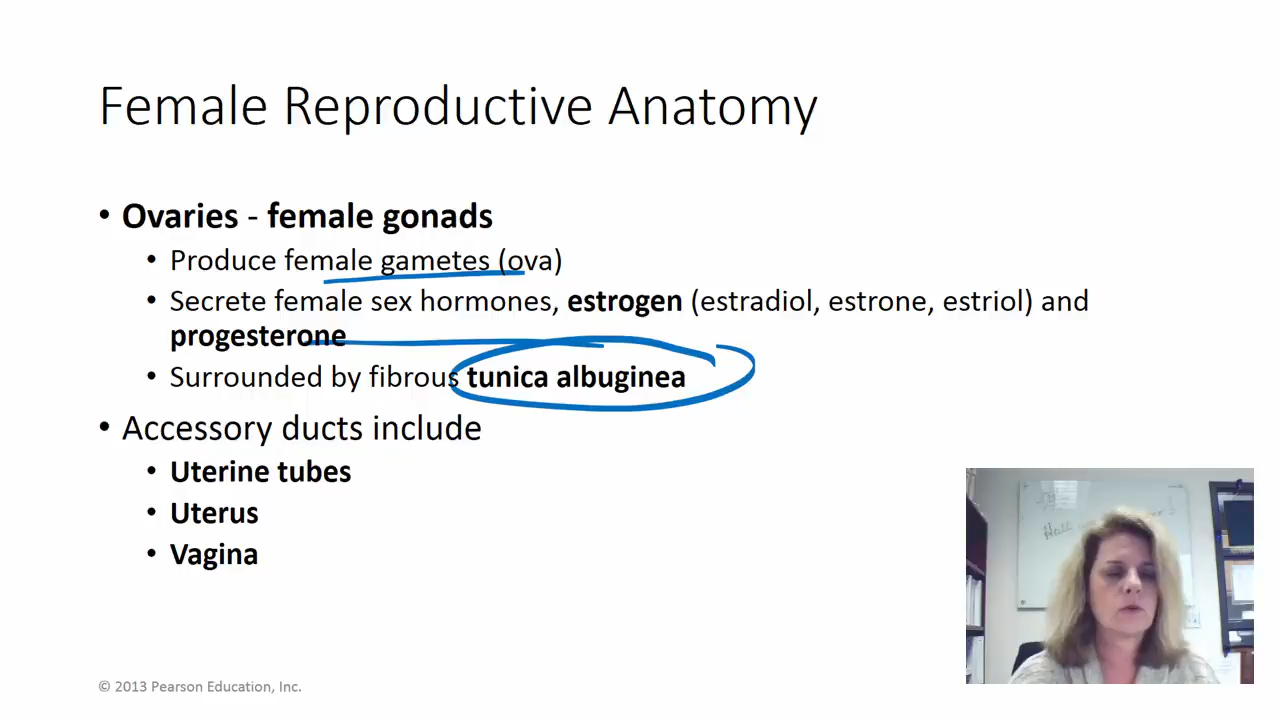 Female Reproductive Anatomy
• Ovaries - female gonads
• Produce female gametes (ova)
• Secrete female sex hormones, estrogen (estradiol, estrone, estriol) and
progesterone
• Surrounded by fibrous tunica albuginea
• Accessory ducts include
• Uterine tubes
• Uterus
• Vagina
© 2013 Pearson Education, Inc.